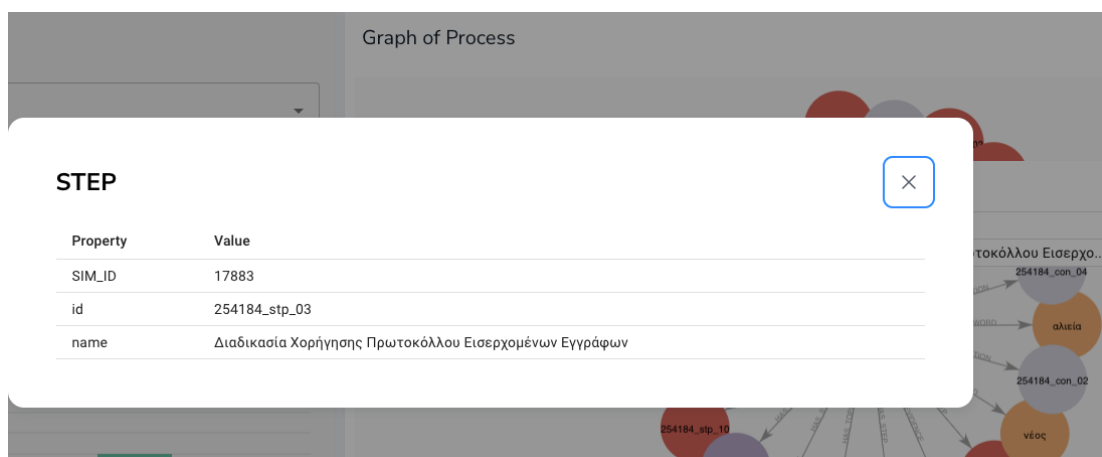 Graph of Process
STEP
Property Value
SIM_ID 17883
id 254184_stp_03
name Διαδικασία Χορήγησης Πρωτοκόλλου Εισερχομένων Εγγράφων
τοκόλλου Εισερχο...
254184_con_04
αλιεία
254184_con_02
254184_stp_10
νέος
HAS_STEP